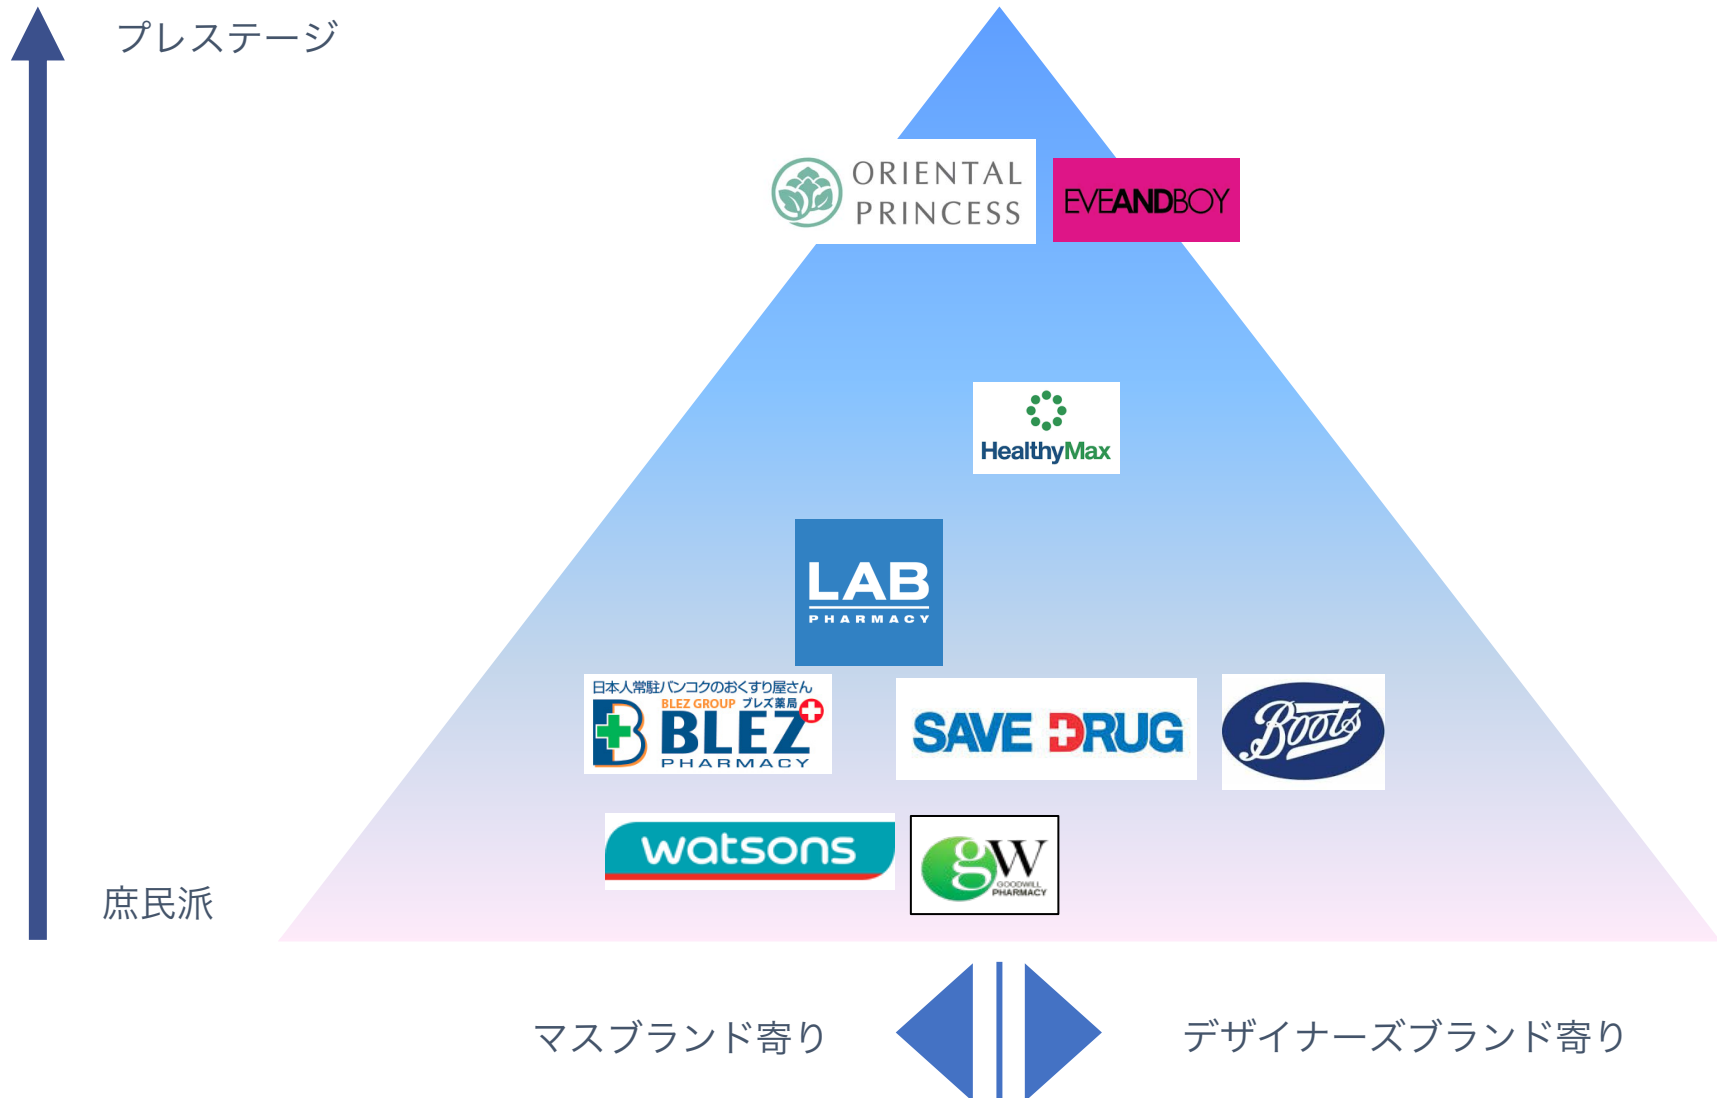 プレステージ
ORIENTAL
PRINCESS
EVEANDBOY
HealthyMax
LAB
PHARMACY
日本人常駐バンコクのおくすり屋さん
BLEZ GROUP ブレズ薬局
BLEZ
PHARMACY
SAVE DRUG
Boots
watsons
gw
GOODWILL
PHARMACY
庶民派
マスブランド寄り
デザイナーズブランド寄り